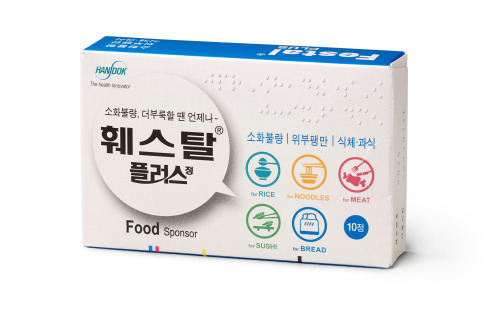 Festal®
PLUS
HANDOK
The health innovator
소화불량, 더부룩할 땐 언제나~
훼스탈®
플러스정
Food Sponsor
소화불량 | 위부팽만 | 식체·과식
for RICE
for NOODLES
for MEAT
for SUSHI
for BREAD
10정